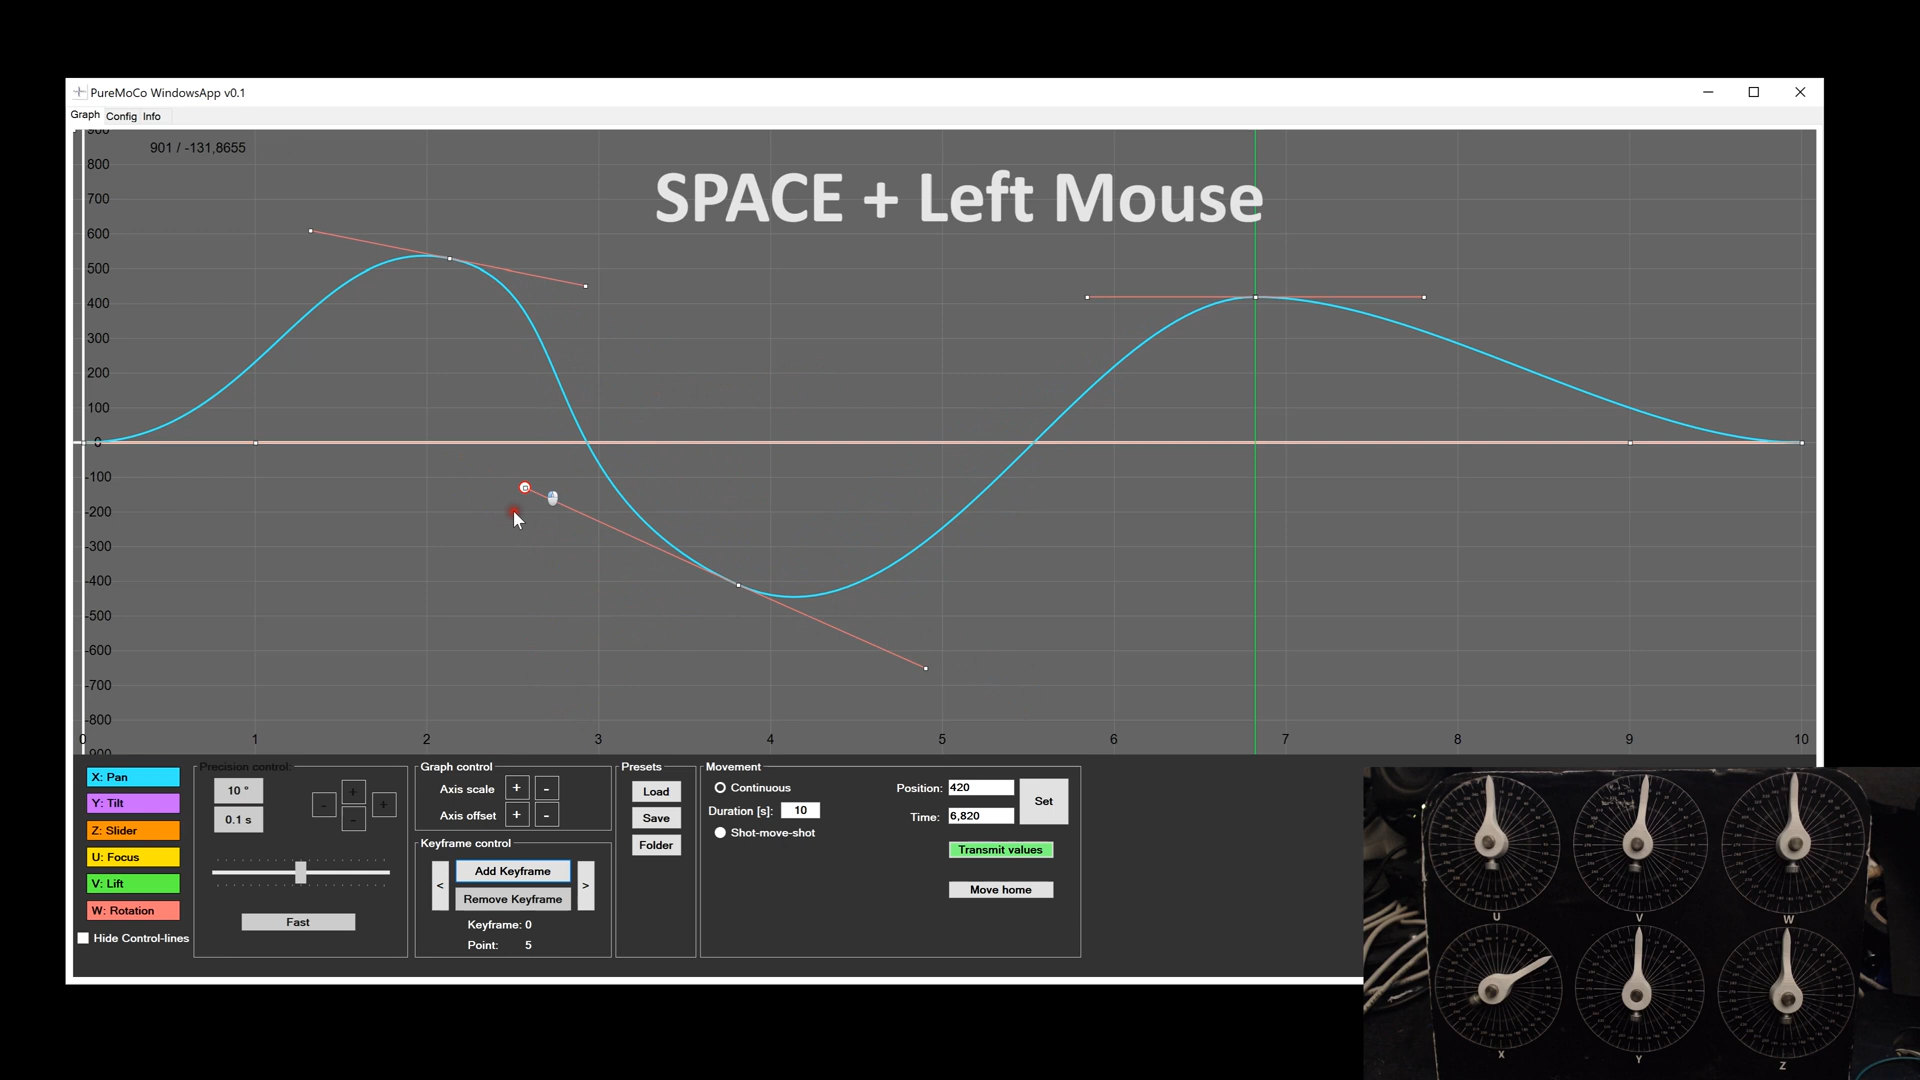 PureMoCo WindowsApp v0.1
Graph Config Info
901 / -131,8655
SPACE + Left Mouse
900
800
700
600
500
400
300
200
100
0
-100
-200
-300
-400
-500
-600
-700
-800
-900
0 1 2 3 4 5 6 7 8 9 10
X: Pan
Y: Tilt
Z: Slider
U: Focus
V: Lift
W: Rotation
Hide Control-lines
Precision control:
10 °
0.1 s
- + - +
Fast
Graph control
Axis scale + -
Axis offset + -
Keyframe control
< Add Keyframe >
Remove Keyframe
Keyframe: 0
Point: 5
Presets
Load
Save
Folder
Movement
Continuous
Duration [s]: 10
Shot-move-shot
Position: 420
Time: 6,820
Set
Transmit values
Move home
U V W
X Y Z